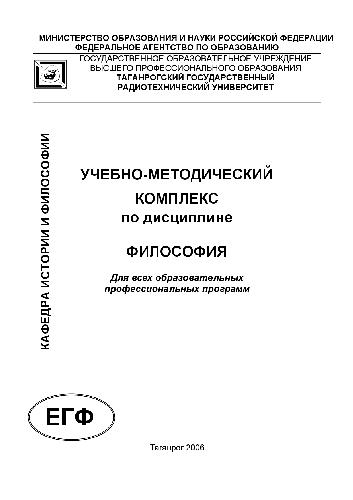 МИНИСТЕРСТВО ОБРАЗОВАНИЯ И НАУКИ РОССИЙСКОЙ ФЕДЕРАЦИИ
ФЕДЕРАЛЬНОЕ АГЕНТСТВО ПО ОБРАЗОВАНИЮ
ГОСУДАРСТВЕННОЕ ОБРАЗОВАТЕЛЬНОЕ УЧРЕЖДЕНИЕ
ВЫСШЕГО ПРОФЕССИОНАЛЬНОГО ОБРАЗОВАНИЯ
ТАГАНРОГСКИЙ ГОСУДАРСТВЕННЫЙ
РАДИОТЕХНИЧЕСКИЙ УНИВЕРСИТЕТ
КАФЕДРА ИСТОРИИ И ФИЛОСОФИИ
УЧЕБНО-МЕТОДИЧЕСКИЙ
КОМПЛЕКС
по дисциплине
ФИЛОСОФИЯ
Для всех образовательных
профессиональных программ
ЕГФ
Таганрог 2006